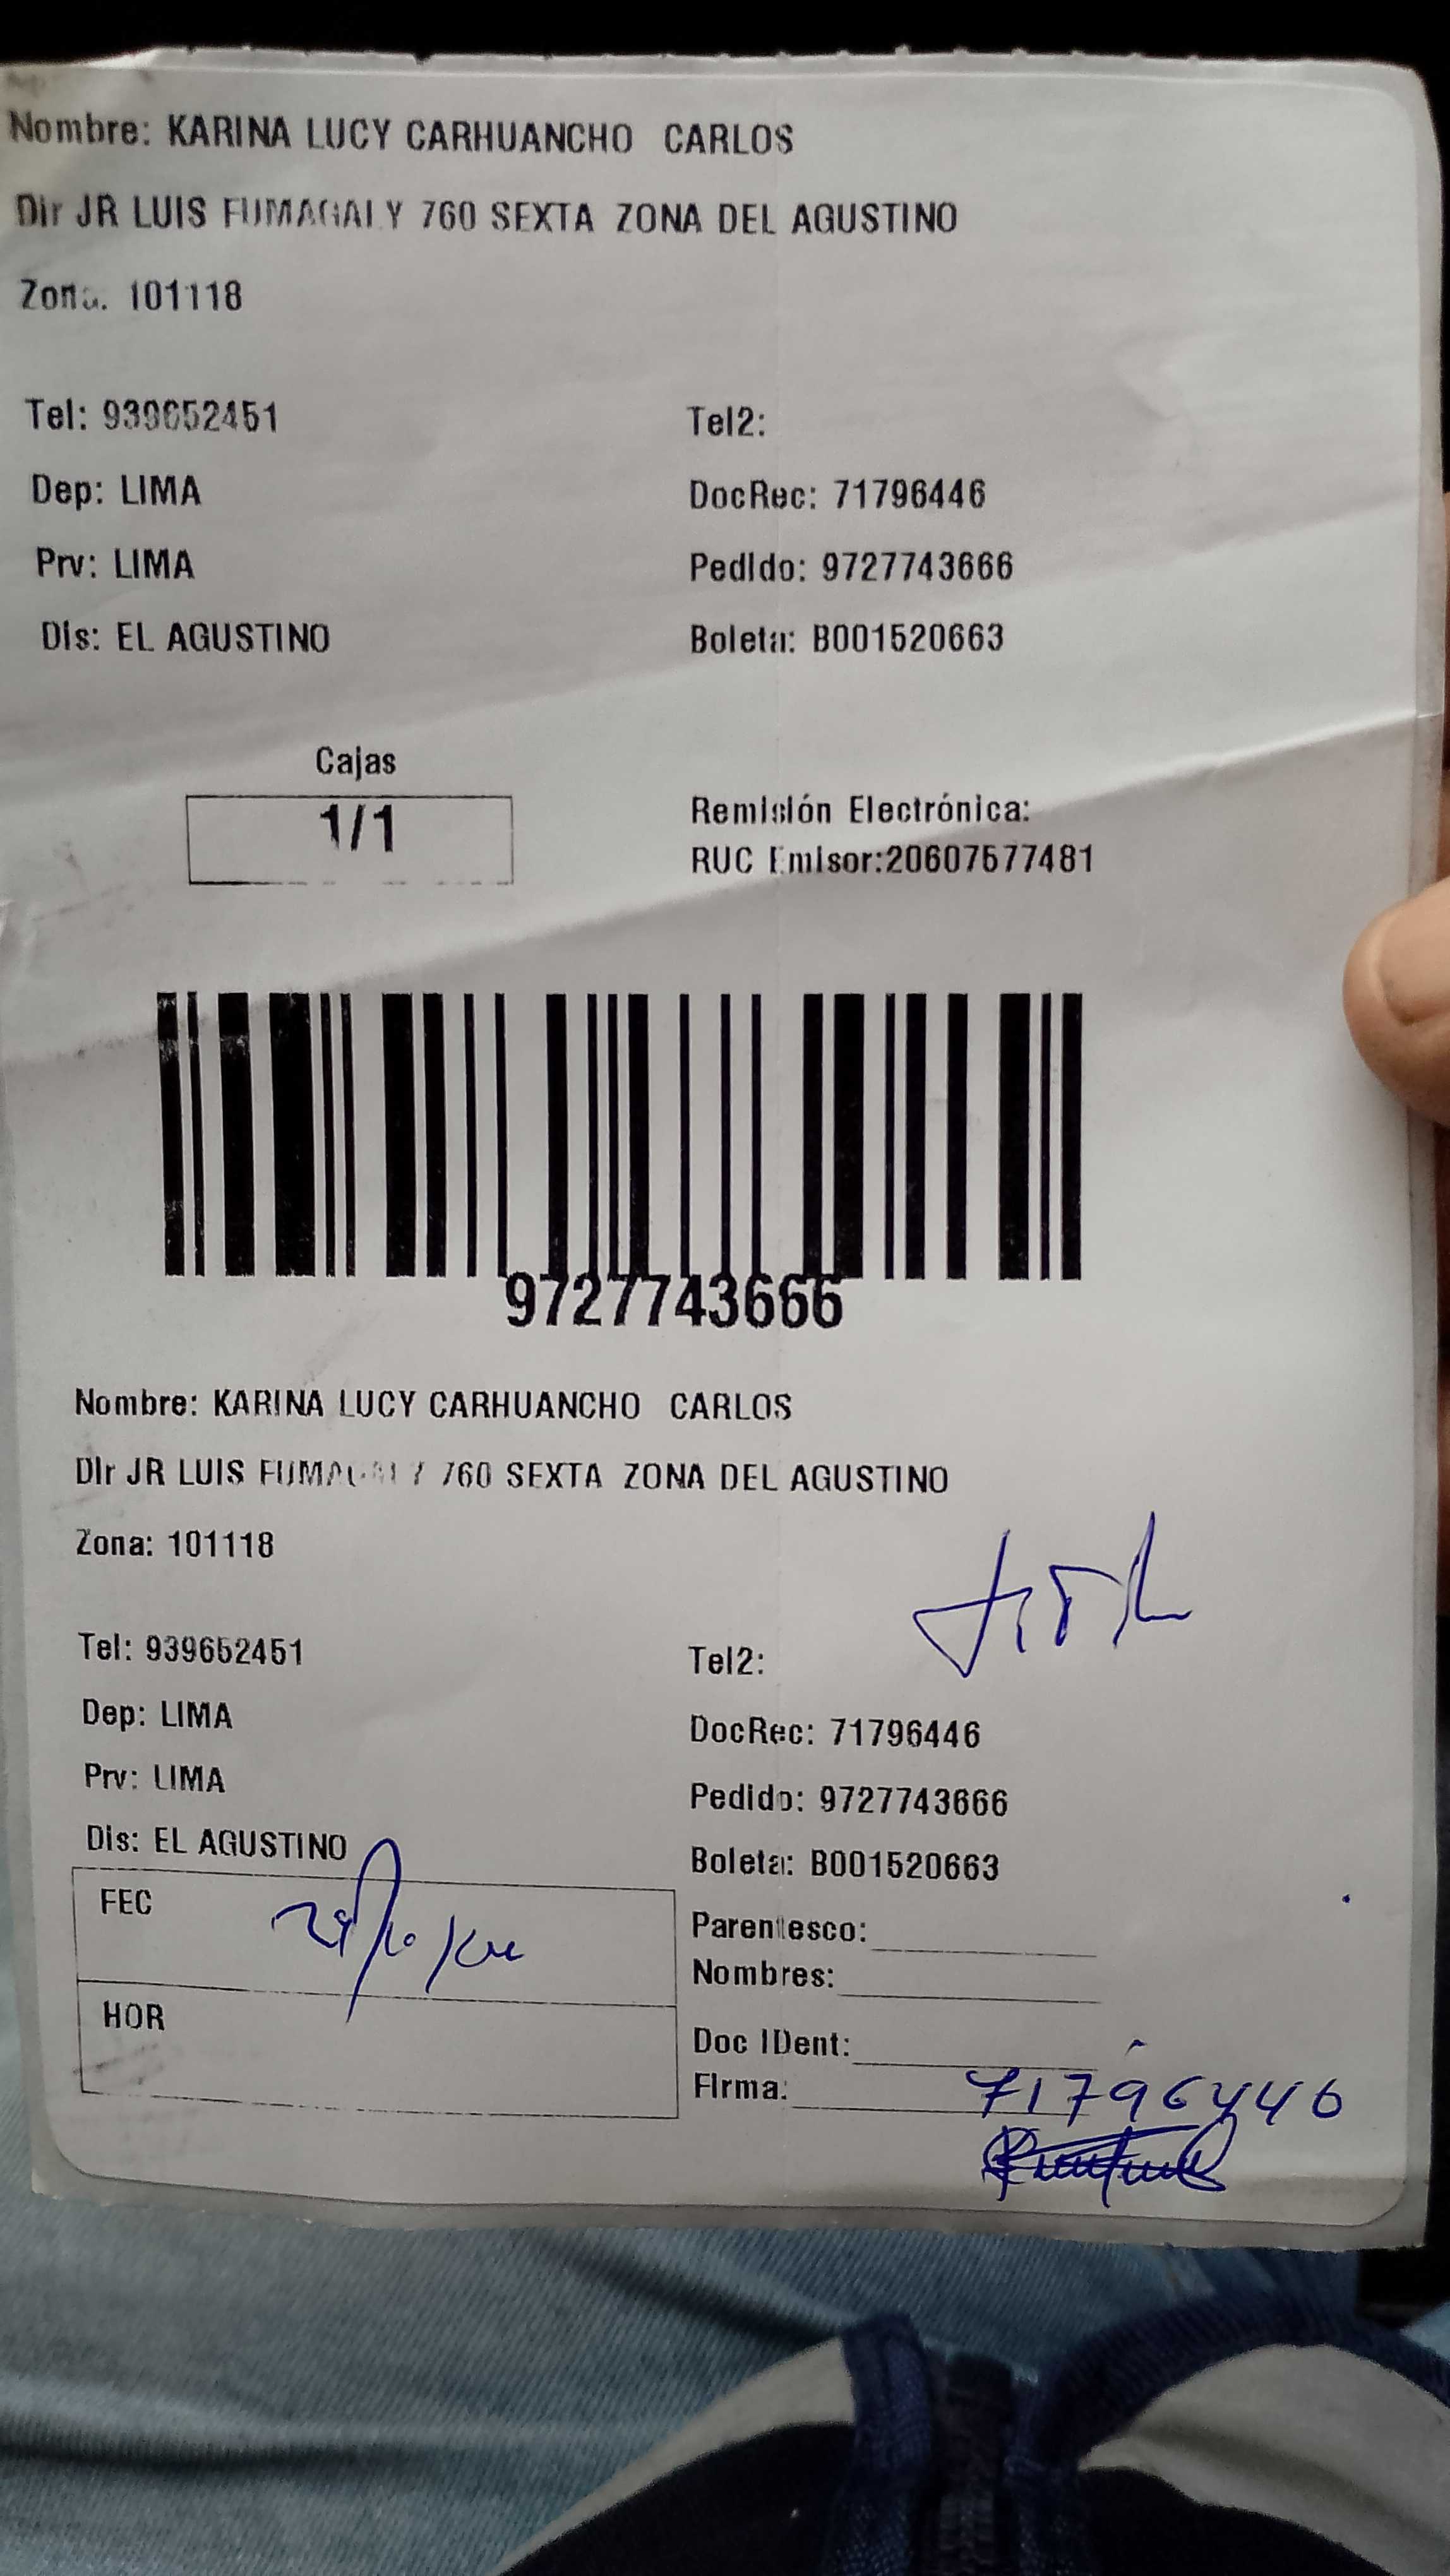 Nombre: KARINA LUCY CARHUANCHO CARLOS
Dir JR LUIS FUMAGALY 760 SEXTA ZONA DEL AGUSTINO
Zona. 101118
Tel: 939652451 Tel2:
Dep: LIMA DocRec: 71796446
Prv: LIMA Pedido: 9727743666
Dis: EL AGUSTINO Boleta: B001520663
Cajas
1/1
Remisión Electrónica:
RUC Emisor:20607577481
9727743666
Nombre: KARINA LUCY CARHUANCHO CARLOS
Dir JR LUIS FUMAGALY 760 SEXTA ZONA DEL AGUSTINO
Zona: 101118
Tel: 939652451 Tel2:
Dep: LIMA DocRec: 71796446
Prv: LIMA Pedido: 9727743666
Dis: EL AGUSTINO Boleta: B001520663
FEC
Parentesco:
Nombres:
HOR
Doc IDent:
Firma: 71796446